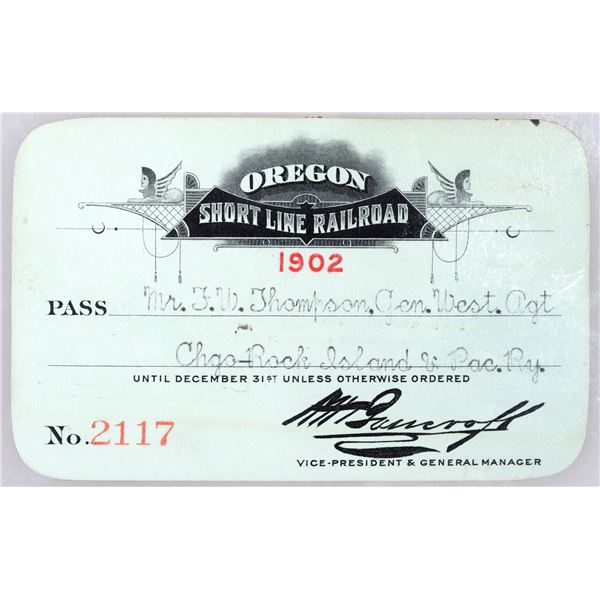 OREGON
SHORT LINE RAILROAD
1902
PASS Mr. F. W. Thompson, Gen. West. Agt
Chgo Rock Island & Pac. Ry.
UNTIL DECEMBER 31ST UNLESS OTHERWISE ORDERED
No. 2117 W H Bancroft
VICE-PRESIDENT & GENERAL MANAGER